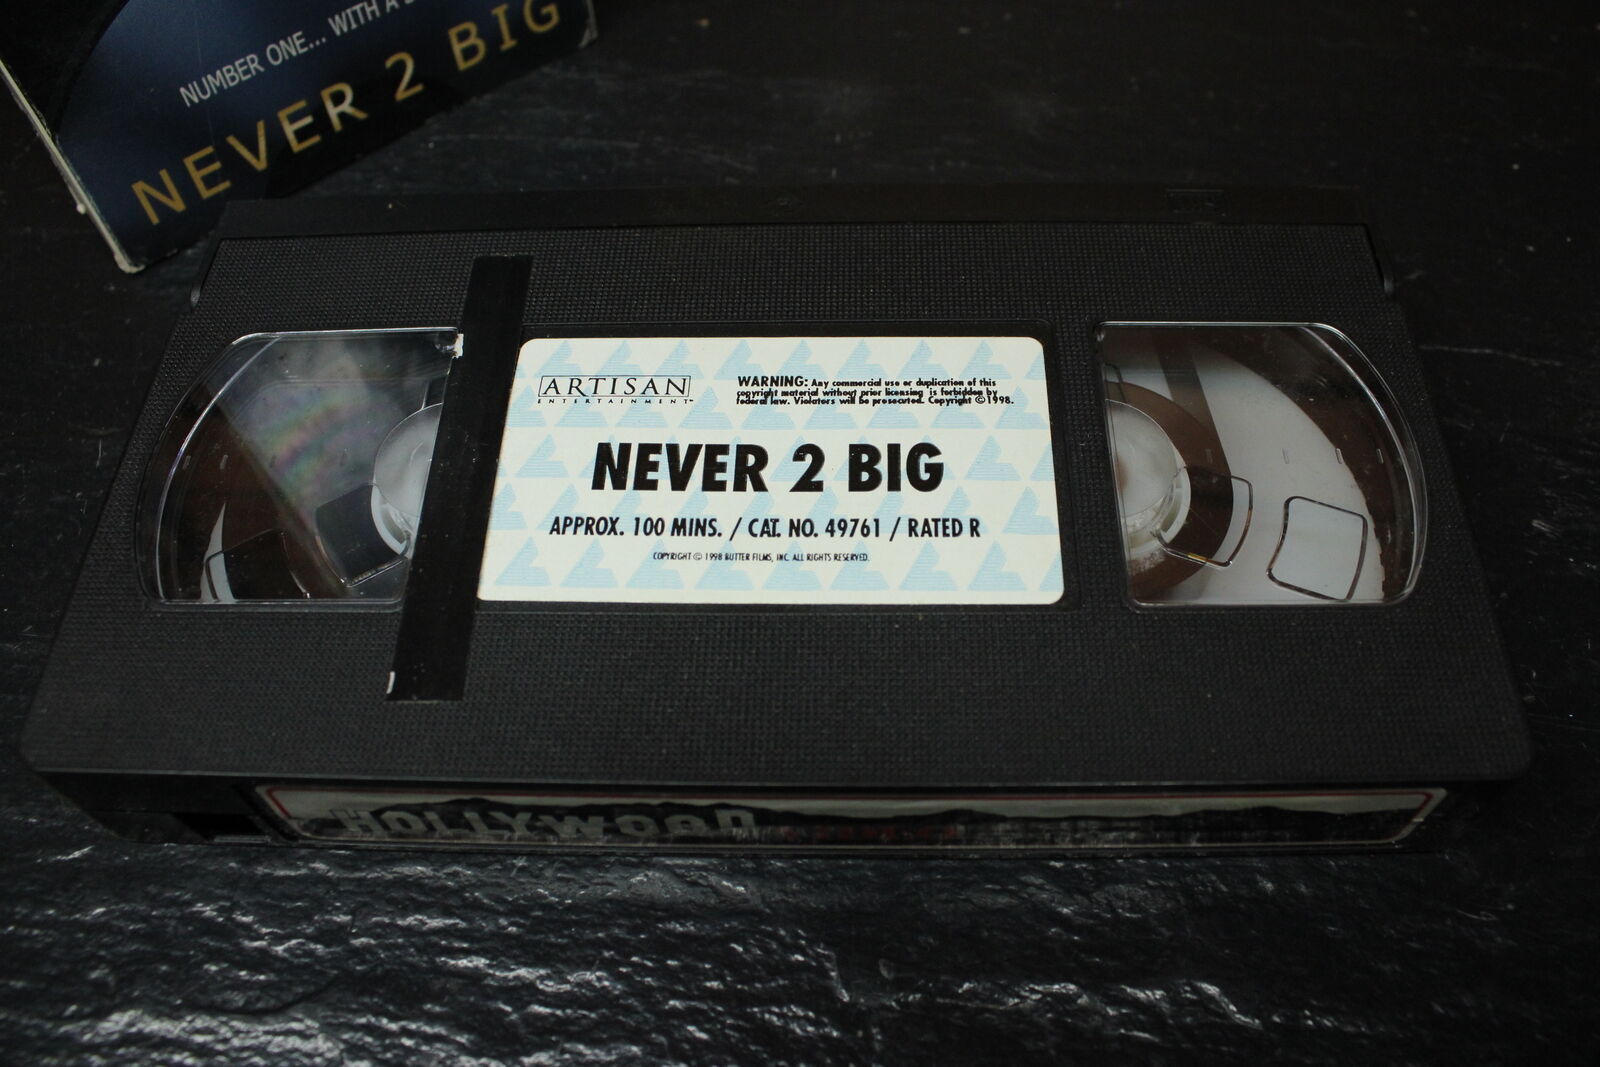 NUMBER ONE... WITH A
NEVER 2 BIG
ARTISAN
ENTERTAINMENT™
WARNING: Any commercial use or duplication of this
copyright material without prior licensing is forbidden by
federal law. Violators will be prosecuted. Copyright ©1998.
NEVER 2 BIG
APPROX. 100 MINS. / CAT. NO. 49761 / RATED R
COPYRIGHT © 1998 BUTTER FILMS, INC. ALL RIGHTS RESERVED.
HOLLYWOOD